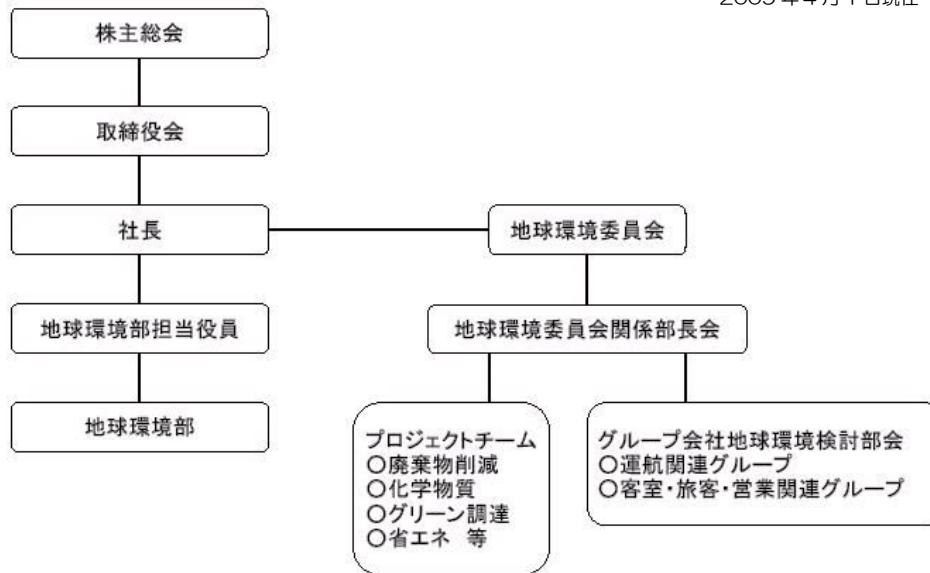 株主総会
取締役会
社長
地球環境委員会
地球環境部担当役員
地球環境委員会関係部長会
地球環境部
プロジェクトチーム
○廃棄物削減
○化学物質
○グリーン調達
○省エネ 等
グループ会社地球環境検討部会
○運航関連グループ
○客室・旅客・営業関連グループ